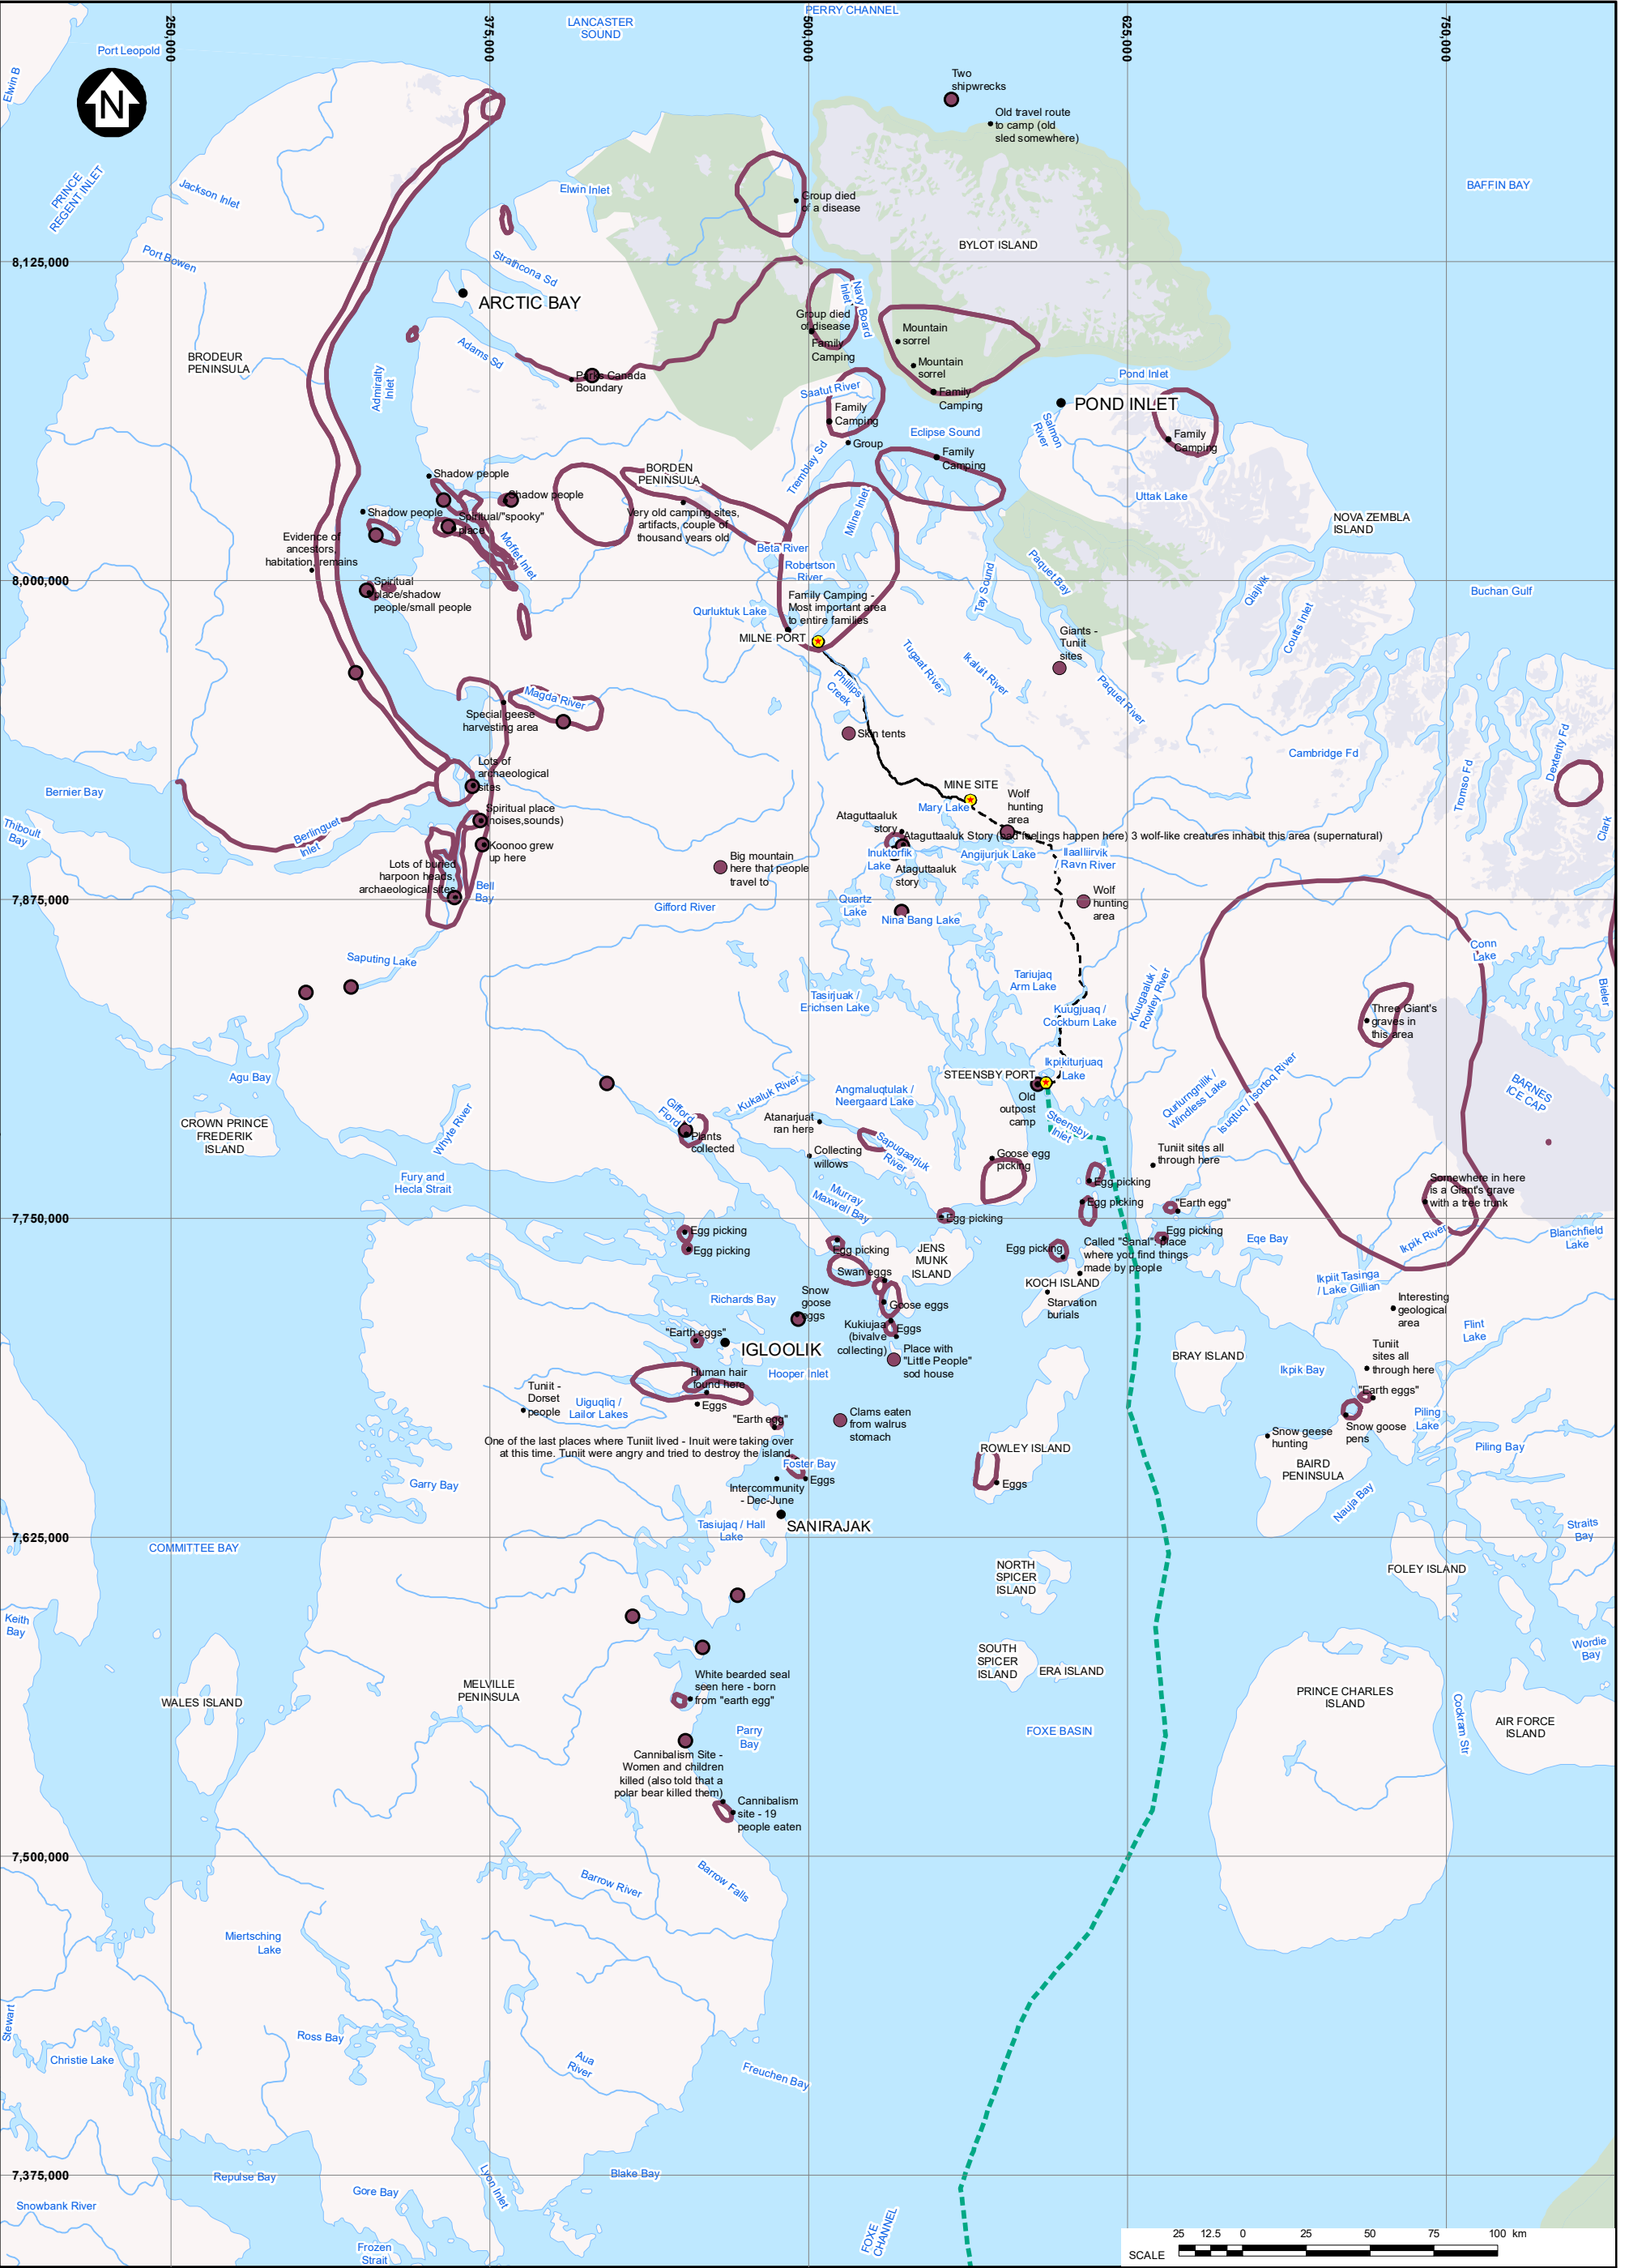 PERRY CHANNEL
LANCASTER
SOUND
250,000
375,000
500,000
625,000
750,000
Port Leopold
Elwin B
N
Two
shipwrecks
Old travel route
to camp (old
sled somewhere)
PRINCE
REGENT INLET
Jackson Inlet
Elwin Inlet
BAFFIN BAY
Group died
of a disease
BYLOT ISLAND
Port Bowen
8,125,000
Strathcona Sd
ARCTIC BAY
Navy Board
Inlet
Group died
of disease
Family
Camping
Mountain
sorrel
Mountain
sorrel
Family
Camping
BRODEUR
PENINSULA
Adams Sd
Admiralty
Inlet
Parks Canada
Boundary
Pond Inlet
POND INLET
Saatut River
Family
Camping
Group
Eclipse Sound
Family
Camping
Salmon
River
Family
Camping
Shadow people
BORDEN
PENINSULA
Tremblay Sd
Shadow people
Shadow people
Spiritual/"spooky"
place
Very old camping sites,
artifacts, couple of
thousand years old
Milne Inlet
Uttak Lake
NOVA ZEMBLA
ISLAND
Evidence of
ancestors,
habitation, remains
Moffet Inlet
Beta River
Robertson
River
8,000,000
Spiritual
place/shadow
people/small people
Family Camping -
Most important area
to entire families
Qurluktuk Lake
MILNE PORT
Tay Sound
Paquet Bay
Qiajivik
Coutts Inlet
Buchan Gulf
Giants -
Tuniit
sites
Tugaat River
Ikaluit River
Paquet River
Phillips
Creek
Magda River
Special geese
harvesting area
Skin tents
Cambridge Fd
Dexterity Fd
Tromso Fd
Clark
Lots of
archaeological
sites
MINE SITE
Mary Lake
Wolf
hunting
area
Bernier Bay
Thiboult
Bay
Berlinguet
Inlet
Spiritual place
(noises,sounds)
Ataguttaaluk
story
Ataguttaaluk Story (bad feelings happen here) 3 wolf-like creatures inhabit this area (supernatural)
Koonoo grew
up here
Lots of buried
harpoon heads,
archaeological sites
Bell
Bay
Big mountain
here that people
travel to
Inuktorfik
Lake
Ataguttaaluk
story
Angijurjuk Lake
Ilaalliirvik
/ Ravn River
Wolf
hunting
area
7,875,000
Gifford River
Quartz
Lake
Nina Bang Lake
Saputing Lake
Conn
Lake
Bieler
Tasirjuak /
Erichsen Lake
Tariujaq
Arm Lake
Kuugjuaq /
Cockburn Lake
Kuugaaluk /
Rowley River
Three Giant's
graves in
this area
Agu Bay
CROWN PRINCE
FREDERIK
ISLAND
Ikpikiturjuaq
Lake
STEENSBY PORT
Old
outpost
camp
Steensby
Inlet
Angmaluqtulak /
Neergaard Lake
Kukaluk River
Gifford
Fiord
Plants
collected
Atanarjuat
ran here
Whyte River
Qurlurngnilik /
Windless Lake
Isuqtuq / Isortoq River
BARNES
ICE CAP
Collecting
willows
Sapugaarjuk
River
Goose egg
picking
Tuniit sites all
through here
Fury and
Hecla Strait
Murray
Maxwell Bay
Egg picking
Egg picking
"Earth egg"
Somewhere in here
is a Giant's grave
with a tree trunk
7,750,000
Egg picking
Egg picking
Egg picking
Egg picking
Egg picking
Egg picking
Called "Sanal": place
where you find things
made by people
JENS
MUNK
ISLAND
KOCH ISLAND
Eqe Bay
Ikpik River
Blanchfield
Lake
Swan eggs
Goose eggs
Starvation
burials
Ikpiit Tasinga
/ Lake Gillian
Interesting
geological
area
Richards Bay
Snow
goose
eggs
Kukiujaa
(bivalve
collecting)
Eggs
Flint
Lake
"Earth eggs"
IGLOOLIK
Hooper Inlet
Place with
"Little People"
sod house
BRAY ISLAND
Ikpik Bay
Tuniit
sites all
through here
Human hair
found here
Tuniit -
Dorset
people
Uiguqliq /
Lailor Lakes
Eggs
"Earth egg"
Clams eaten
from walrus
stomach
"Earth eggs"
Snow goose
pens
Piling
Lake
Snow geese
hunting
Piling Bay
BAIRD
PENINSULA
One of the last places where Tuniit lived - Inuit were taking over
at this time. Tuniit were angry and tried to destroy the island.
ROWLEY ISLAND
Foster Bay
Eggs
Eggs
Garry Bay
Intercommunity
- Dec-June
SANIRAJAK
Nauja Bay
Tasiujaq / Hall
Lake
7,625,000
COMMITTEE BAY
Straits
Bay
FOLEY ISLAND
NORTH
SPICER
ISLAND
Keith
Bay
SOUTH
SPICER
ISLAND
ERA ISLAND
Wordie
Bay
WALES ISLAND
MELVILLE
PENINSULA
White bearded seal
seen here - born
from "earth egg"
Parry
Bay
FOXE BASIN
PRINCE CHARLES
ISLAND
Cockram Str
AIR FORCE
ISLAND
Cannibalism Site -
Women and children
killed (also told that a
polar bear killed them)
Cannibalism
site - 19
people eaten
7,500,000
Barrow River
Barrow Falls
Miertsching
Lake
Stewart
Ross Bay
Christie Lake
Aua
River
Freuchen Bay
7,375,000
Repulse Bay
Gore Bay
Lyon Inlet
Blake Bay
Snowbank River
Frozen
Strait
FOXE
CHANNEL
25 12.5 0 25 50 75 100 km
SCALE